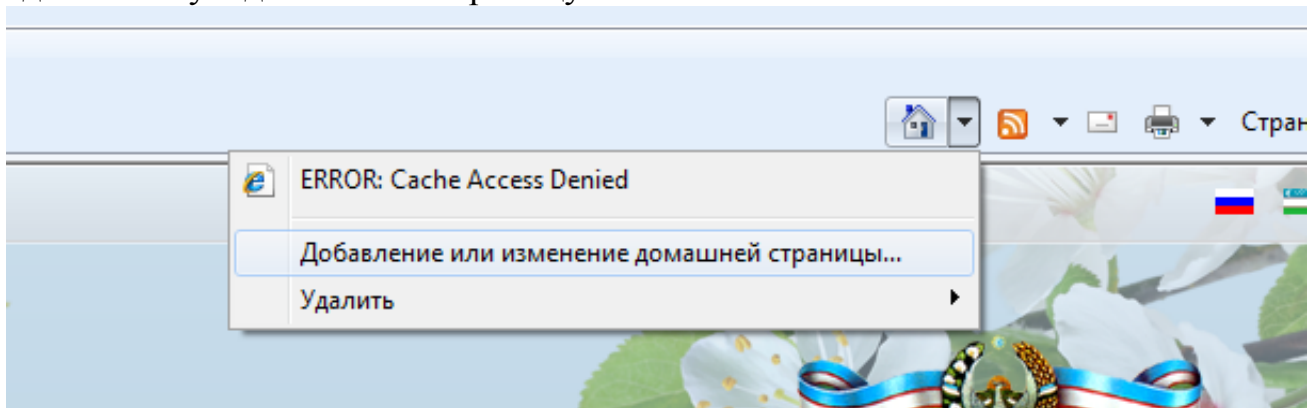 Стран
ERROR: Cache Access Denied
Добавление или изменение домашней страницы...
Удалить